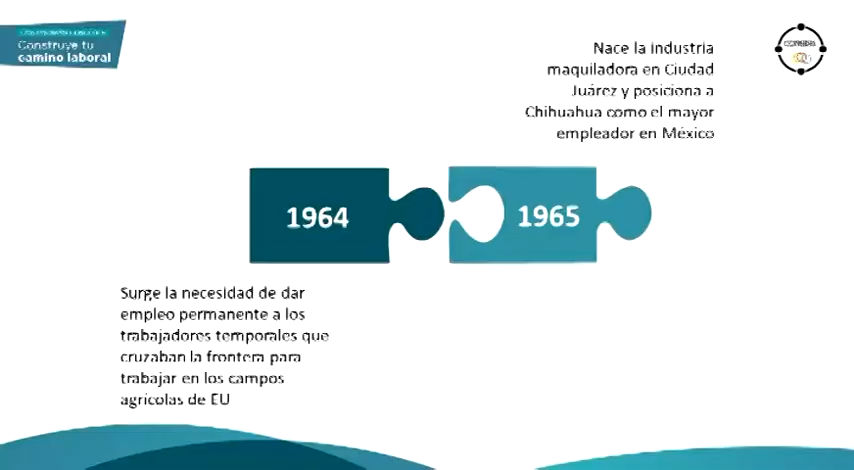 Construye tu
camino laboral
Nace la industria
maquiladora en Ciudad
Juárez y posiciona a
Chihuahua como el mayor
empleador en México
1964
1965
Surge la necesidad de dar
empleo permanente a los
trabajadores temporales que
cruzaban la frontera para
trabajar en los campos
agrícolas de EU